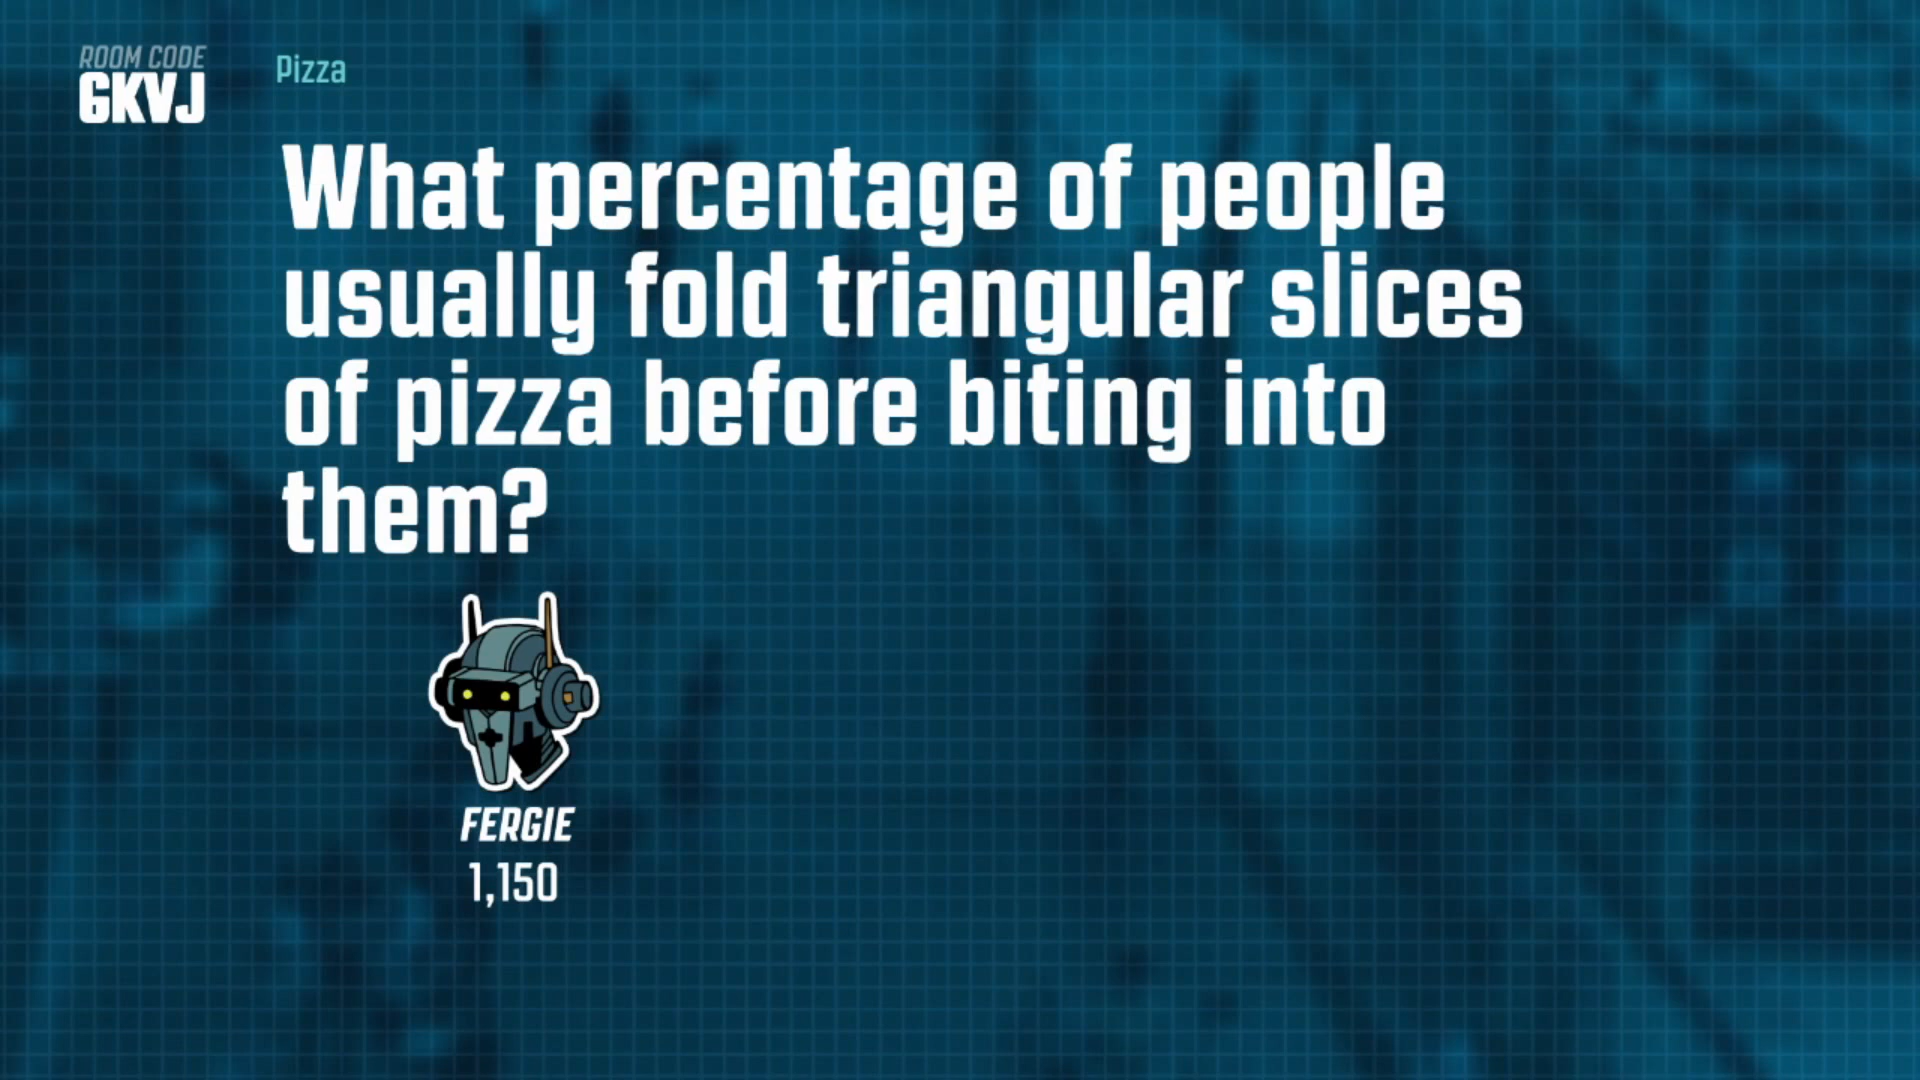 ROOM CODE
GKVJ
Pizza
What percentage of people
usually fold triangular slices
of pizza before biting into
them?
FERGIE
1,150